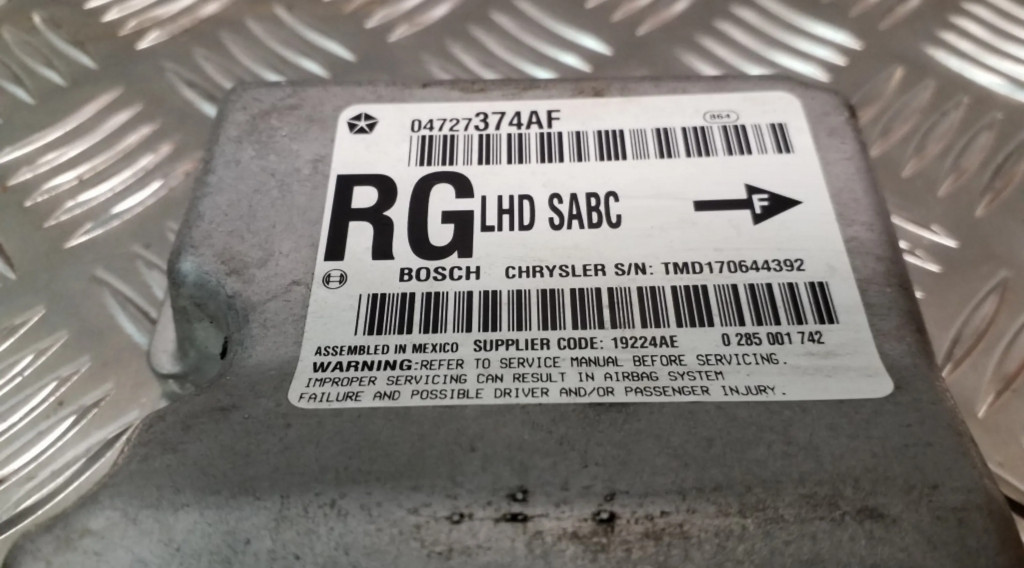 04727374AF 864
RG LHD SABC F
BOSCH CHRYSLER S/N: TMD170644392
ASSEMBLED IN MEXICO SUPPLIER CODE: 19224AE 0 285 001 742
WARNING:REFER TO SERVICE MANUAL BEFORE SERVICING.
IMPROPER SERVICING CAN RESULT IN AIRBAG SYSTEM
FAILURE AND POSSIBLE DRIVER AND/OR PASSENGER INJURY.